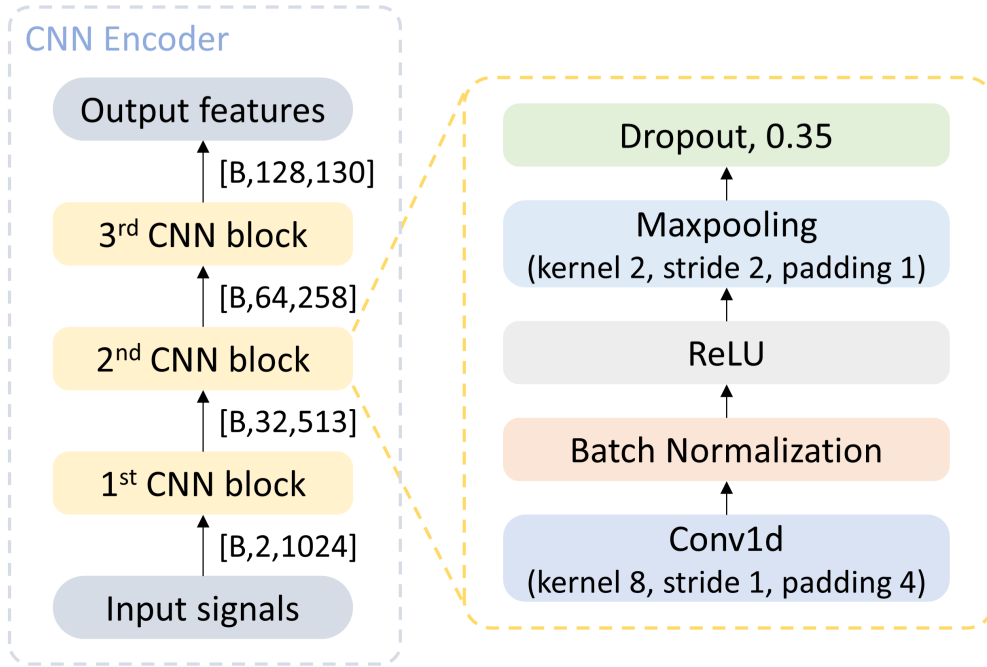 CNN Encoder
Output features
[B,128,130]
3rd CNN block
[B,64,258]
2nd CNN block
[B,32,513]
1st CNN block
[B,2,1024]
Input signals
Dropout, 0.35
Maxpooling
(kernel 2, stride 2, padding 1)
ReLU
Batch Normalization
Conv1d
(kernel 8, stride 1, padding 4)